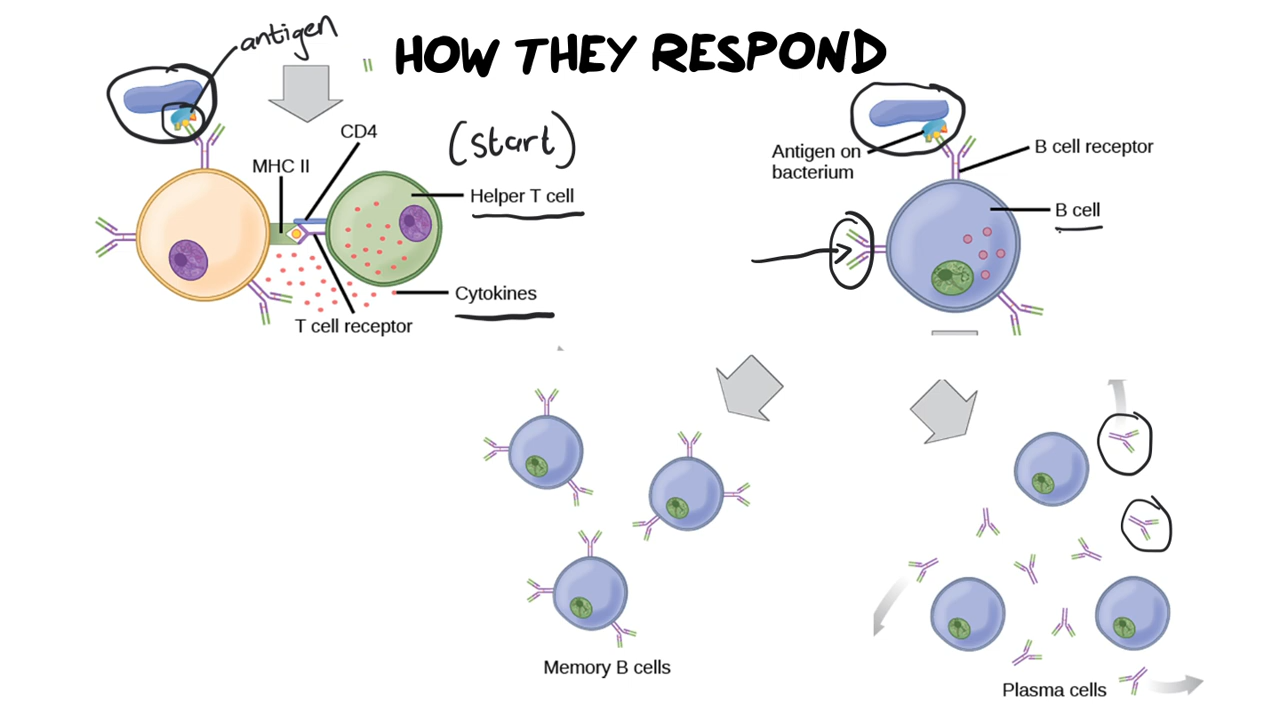 HOW THEY RESPOND
antigen
CD4
(start)
MHC II
Helper T cell
Cytokines
T cell receptor
Antigen on
bacterium
B cell receptor
B cell
Memory B cells
Plasma cells